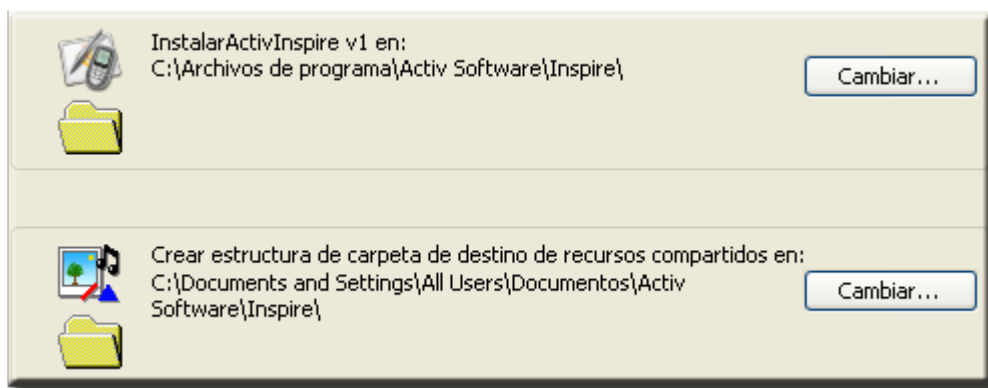 InstalarActivInspire v1 en:
C:\Archivos de programa\Activ Software\Inspire\
Cambiar...
Crear estructura de carpeta de destino de recursos compartidos en:
C:\Documents and Settings\All Users\Documentos\Activ
Software\Inspire\
Cambiar...